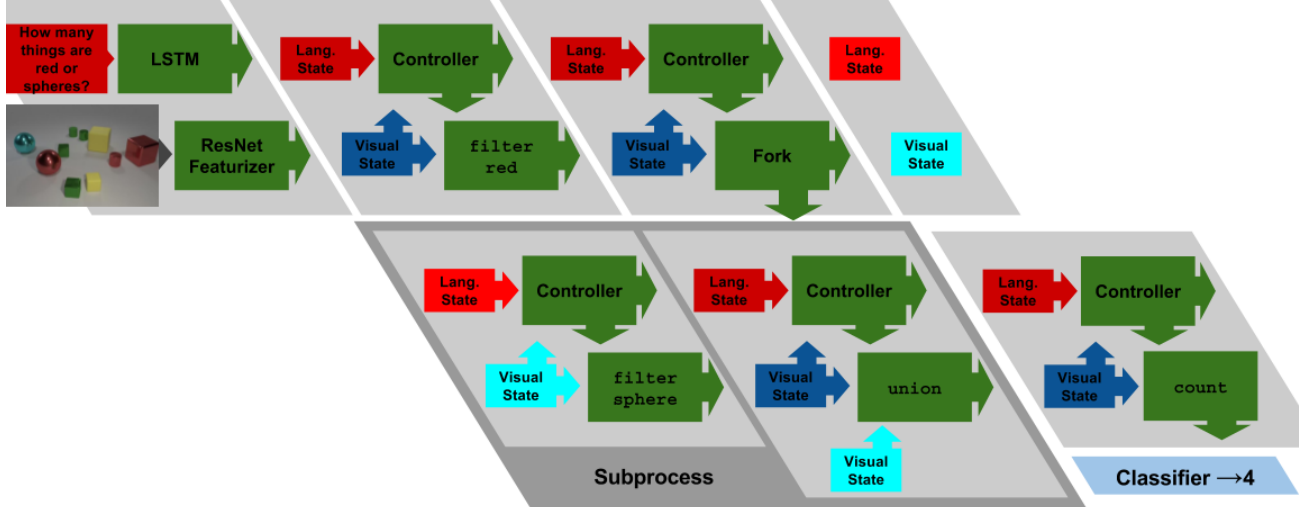 How many
things are
red or
spheres?
LSTM
Lang.
State
Controller
Lang.
State
Controller
Lang.
State
ResNet
Featurizer
Visual
State
filter
red
Visual
State
Fork
Visual
State
Lang.
State
Controller
Lang.
State
Controller
Lang.
State
Controller
Visual
State
filter
sphere
Visual
State
union
Visual
State
count
Visual
State
Subprocess
Classifier →4